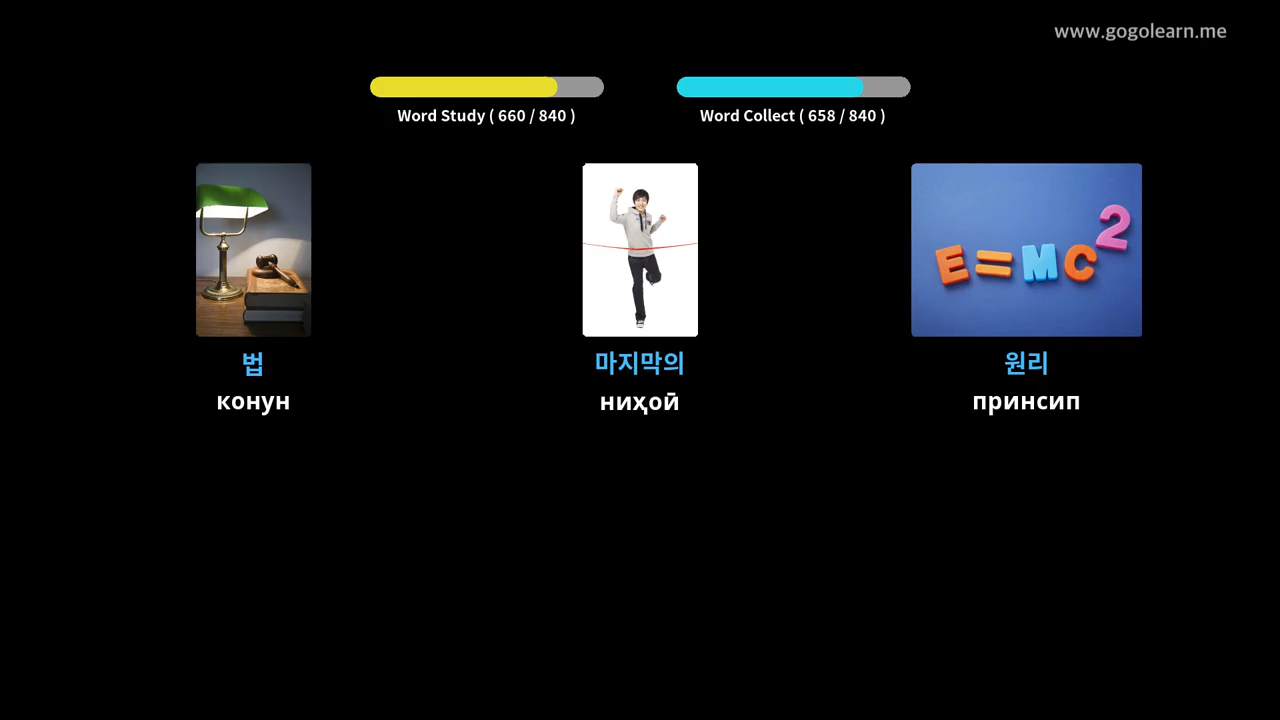 www.gogolearn.me
Word Study ( 660 / 840 )
Word Collect ( 658 / 840 )
E=MC2
법
마지막의
원리
конун
ниҳоӣ
принсип